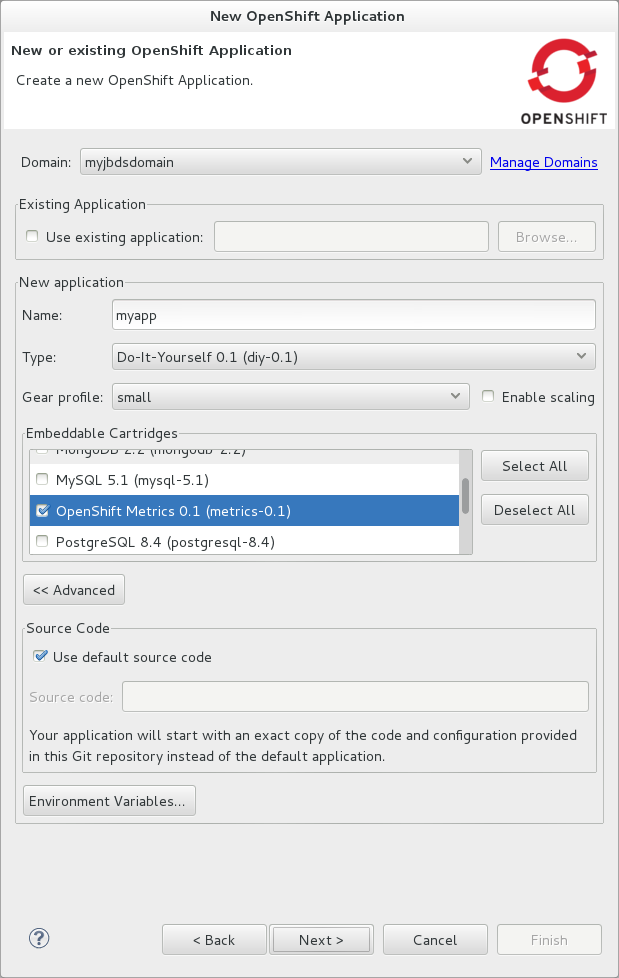 New OpenShift Application
New or existing OpenShift Application
Create a new OpenShift Application.
OPENSHIFT
Domain: myjbdsdomain Manage Domains
Existing Application
Use existing application: Browse...
New application
Name: myapp
Type: Do-It-Yourself 0.1 (diy-0.1)
Gear profile: small Enable scaling
Embeddable Cartridges
MongoDB 2.2 (mongodb-2.2)
MySQL 5.1 (mysql-5.1)
Select All
OpenShift Metrics 0.1 (metrics-0.1)
Deselect All
PostgreSQL 8.4 (postgresql-8.4)
<< Advanced
Source Code
Use default source code
Source code:
Your application will start with an exact copy of the code and configuration provided
in this Git repository instead of the default application.
Environment Variables...
? < Back Next > Cancel Finish